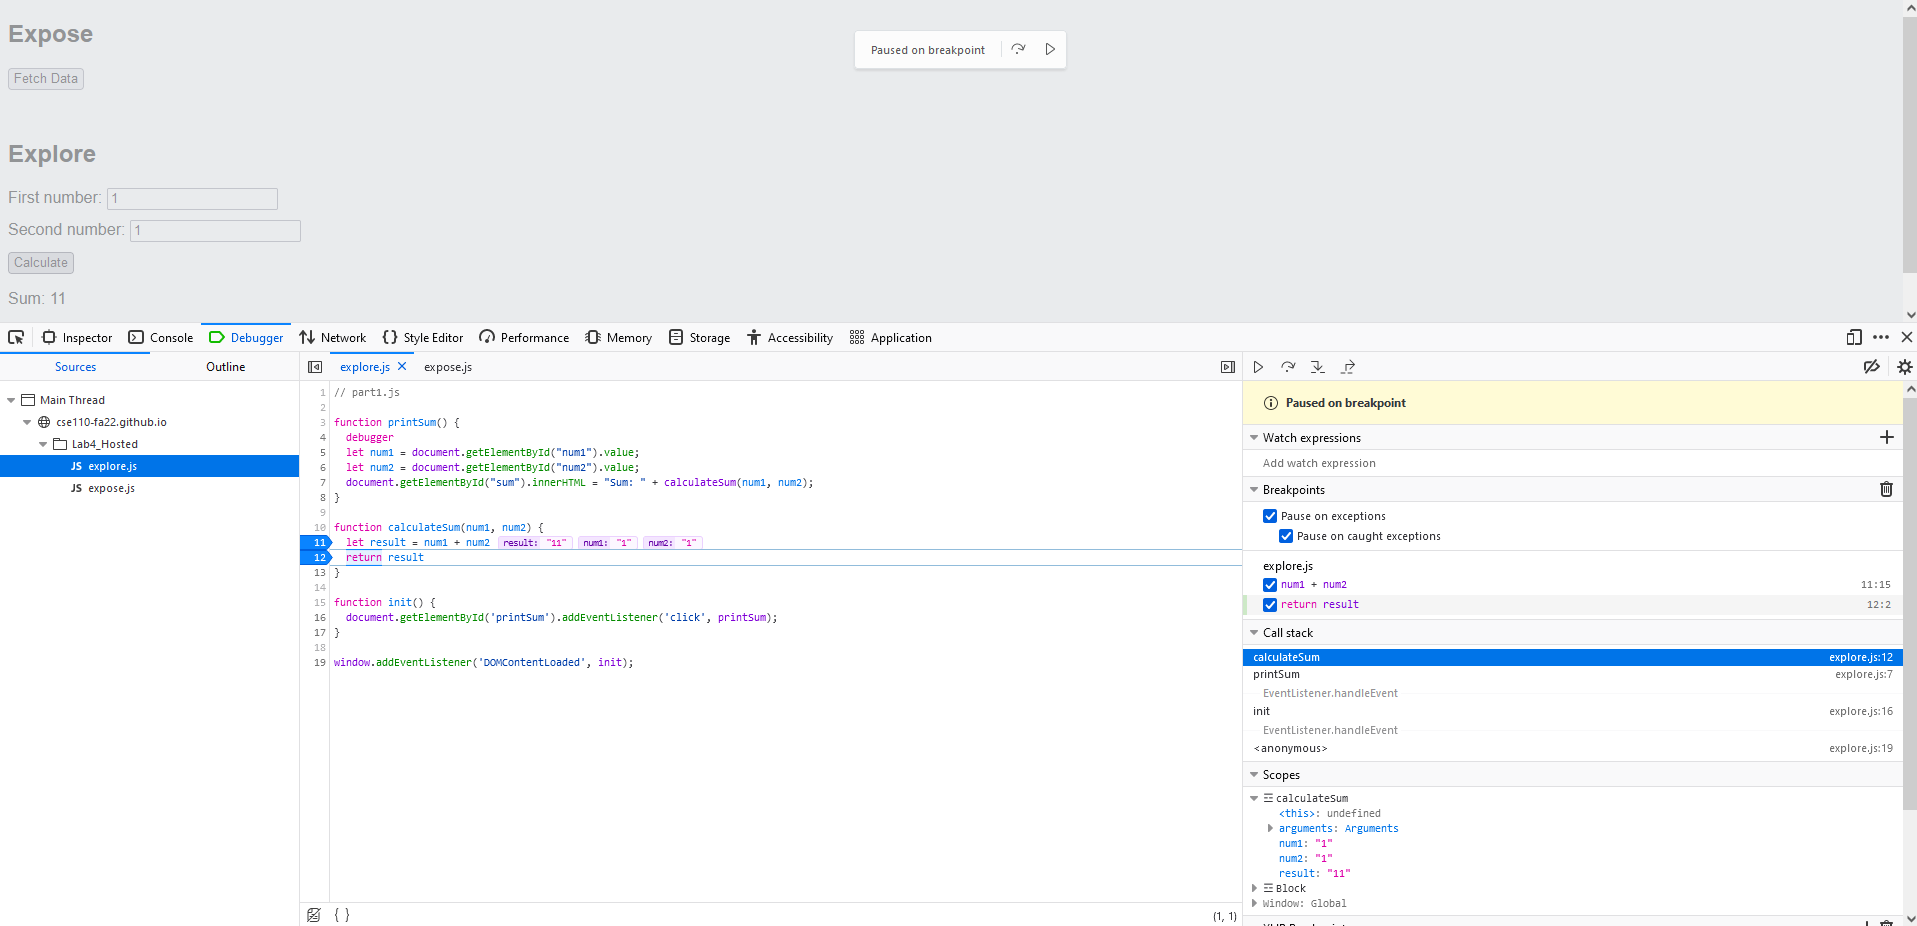 Expose
Paused on breakpoint
Fetch Data
Explore
First number: 1
Second number: 1
Calculate
Sum: 11
Inspector Console Debugger Network Style Editor Performance Memory Storage Accessibility Application
Sources Outline
Main Thread
cse110-fa22.github.io
Lab4_Hosted
JS explore.js
JS expose.js
explore.js expose.js
1 // part1.js
2
3 function printSum() {
4 debugger
5 let num1 = document.getElementById("num1").value;
6 let num2 = document.getElementById("num2").value;
7 document.getElementById("sum").innerHTML = "Sum: " + calculateSum(num1, num2);
8 }
9
10 function calculateSum(num1, num2) {
11 let result = num1 + num2 result: "11" num1: "1" num2: "1"
12 return result
13 }
14
15 function init() {
16 document.getElementById('printSum').addEventListener('click', printSum);
17 }
18
19 window.addEventListener('DOMContentLoaded', init);
{ } (1, 1)
Paused on breakpoint
Watch expressions
Add watch expression
Breakpoints
Pause on exceptions
Pause on caught exceptions
explore.js
num1 + num2 11:15
return result 12:2
Call stack
calculateSum explore.js:12
printSum explore.js:7
EventListener.handleEvent
init explore.js:16
EventListener.handleEvent
<anonymous> explore.js:19
Scopes
calculateSum
<this>: undefined
arguments: Arguments
num1: "1"
num2: "1"
result: "11"
Block
Window: Global